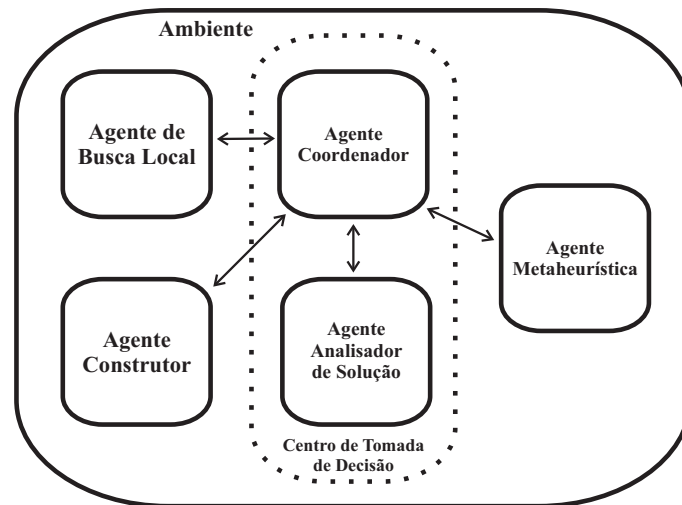 Ambiente
Agente de
Busca Local
Agente
Coordenador
Agente
Metaheurística
Agente
Construtor
Agente
Analisador
de Solução
Centro de Tomada
de Decisão